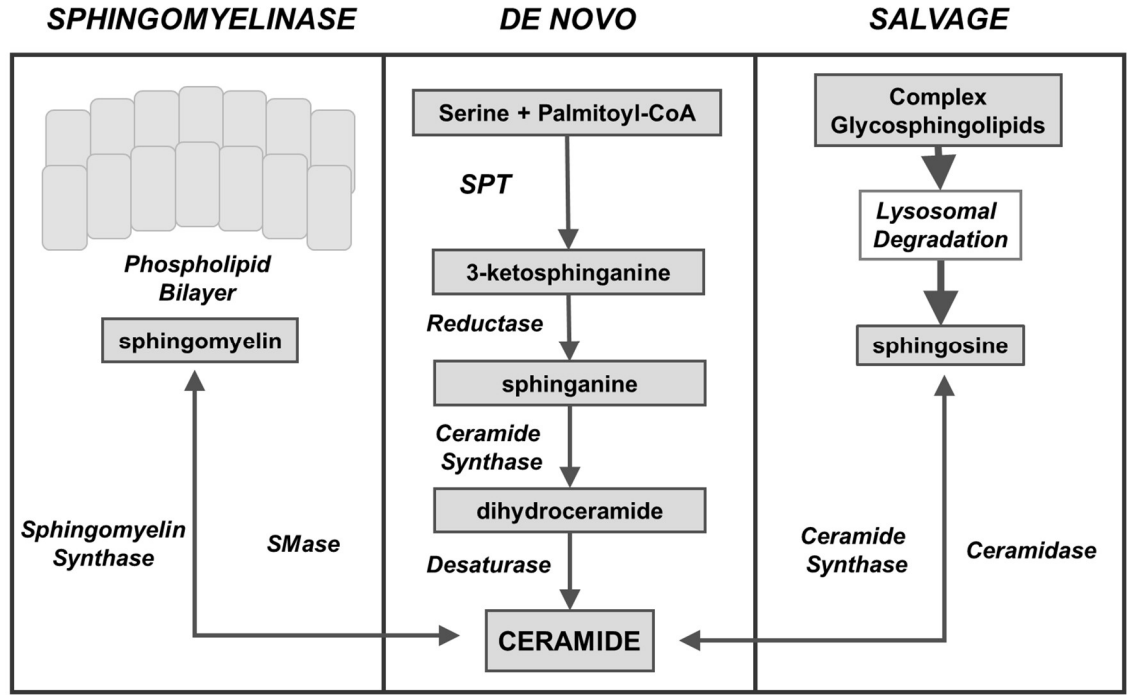 SPHINGOMYELINASE
DE NOVO
SALVAGE
Phospholipid
Bilayer
sphingomyelin
Sphingomyelin
Synthase
SMase
Serine + Palmitoyl-CoA
SPT
3-ketosphinganine
Reductase
sphinganine
Ceramide
Synthase
dihydroceramide
Desaturase
CERAMIDE
Complex
Glycosphingolipids
Lysosomal
Degradation
sphingosine
Ceramide
Synthase
Ceramidase